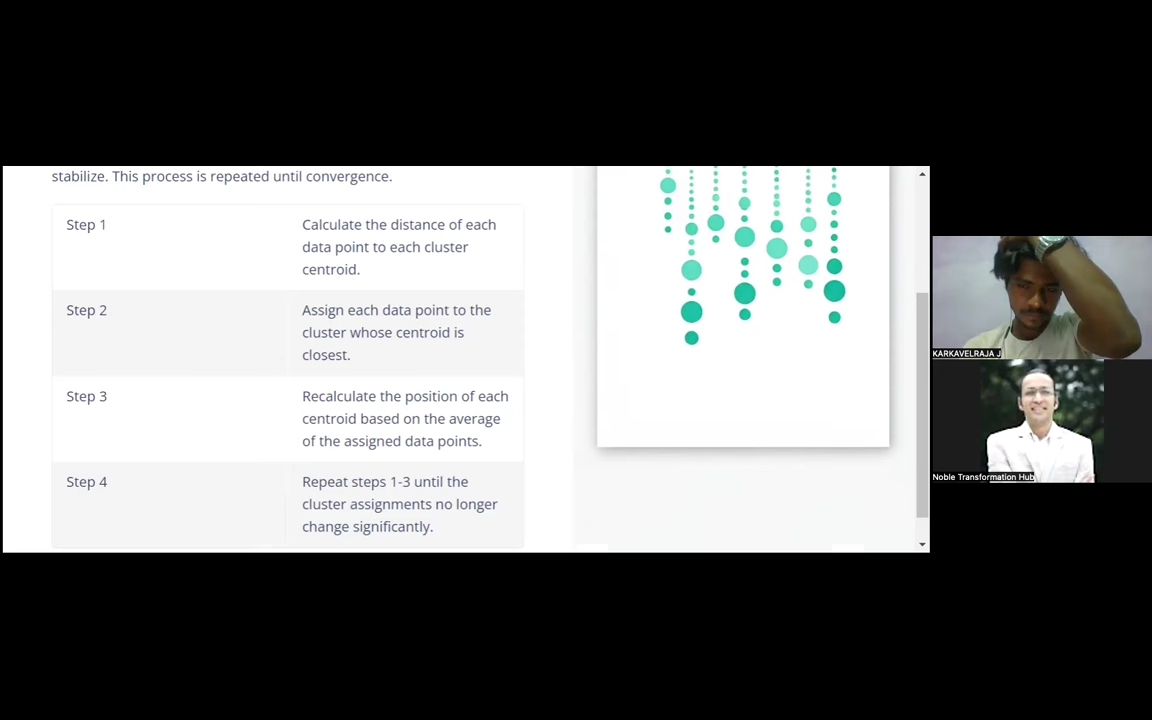 stabilize. This process is repeated until convergence.
Step 1
Calculate the distance of each
data point to each cluster
centroid.
Step 2
Assign each data point to the
cluster whose centroid is
closest.
Step 3
Recalculate the position of each
centroid based on the average
of the assigned data points.
Step 4
Repeat steps 1-3 until the
cluster assignments no longer
change significantly.
KARKAVELRAJA J
Noble Transformation Hub